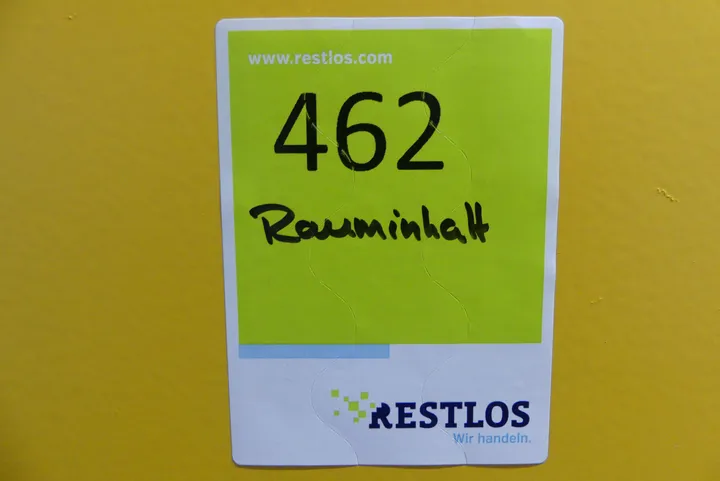 www.restlos.com
462
Rauminhalt
RESTLOS
Wir handeln.